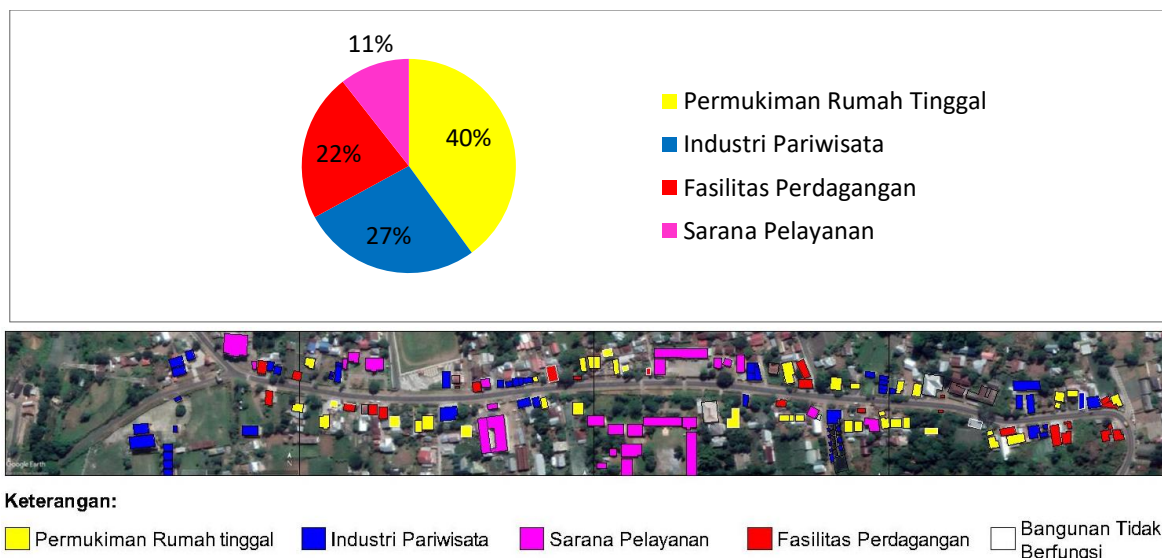 11%
40%
22%
27%
Permukiman Rumah Tinggal
Industri Pariwisata
Fasilitas Perdagangan
Sarana Pelayanan
Google Earth
Keterangan:
Permukiman Rumah tinggal
Industri Pariwisata
Sarana Pelayanan
Fasilitas Perdagangan
Bangunan Tidak
Berfungsi